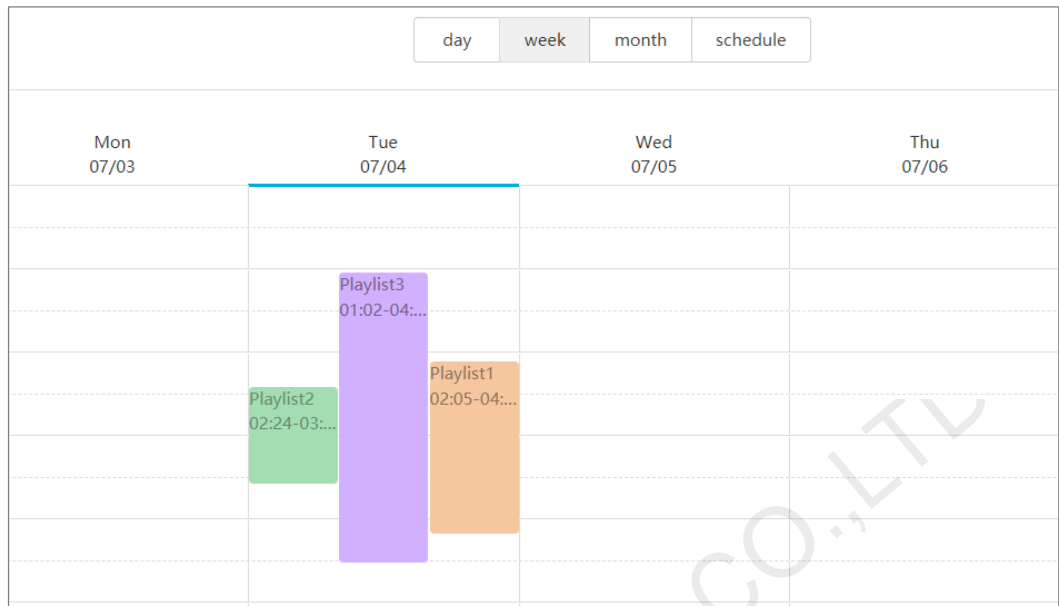 day week month schedule
Mon Tue Wed Thu
07/03 07/04 07/05 07/06
Playlist3
01:02-04:...
Playlist1
02:05-04:...
Playlist2
02:24-03:...
CO.,LTD